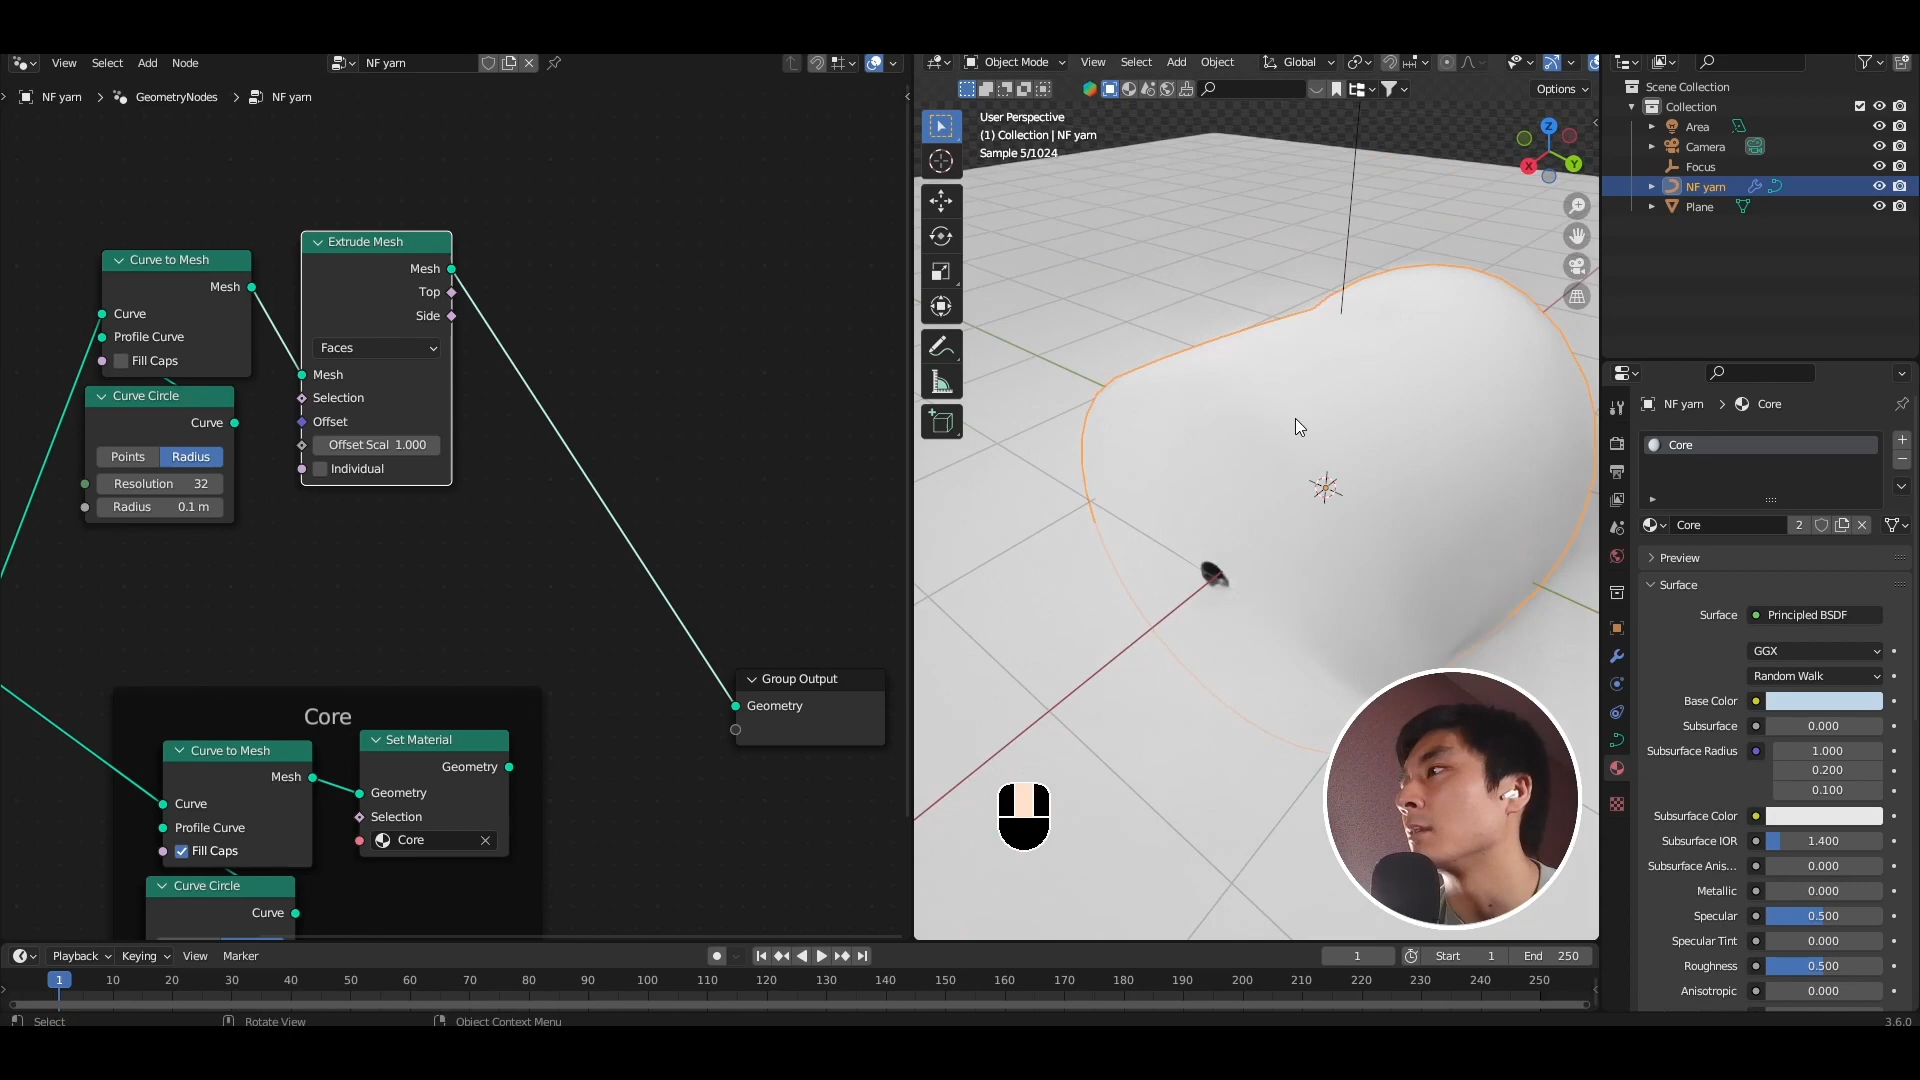 View Select Add Node NF yarn
NF yarn GeometryNodes NF yarn
Curve to Mesh
Mesh
Curve
Profile Curve
Fill Caps
Curve Circle
Curve
Points Radius
Resolution 32
Radius 0.1 m
Extrude Mesh
Mesh
Top
Side
Faces
Mesh
Selection
Offset
Offset Scal 1.000
Individual
Group Output
Geometry
Core
Curve to Mesh
Mesh
Curve
Profile Curve
Fill Caps
Curve Circle
Curve
Set Material
Geometry
Geometry
Selection
Core
Object Mode View Select Add Object Global
Options
User Perspective
(1) Collection | NF yarn
Sample 5/1024
Z
X
Y
Scene Collection
Collection
Area
Camera
Focus
NF yarn
Plane
NF yarn Core
Core
Core 2
Preview
Surface
Surface Principled BSDF
GGX
Random Walk
Base Color
Subsurface 0.000
Subsurface Radius 1.000
0.200
0.100
Subsurface Color
Subsurface IOR 1.400
Subsurface Anis... 0.000
Metallic 0.000
Specular 0.500
Specular Tint 0.000
Roughness 0.500
Anisotropic 0.000
Playback Keying View Marker 1 Start 1 End 250
1 10 20 30 40 50 60 70 80 90 100 110 120 130 140 150 160 170 180 190 200 210 220 230 240 250
Select Rotate View Object Context Menu 3.6.0